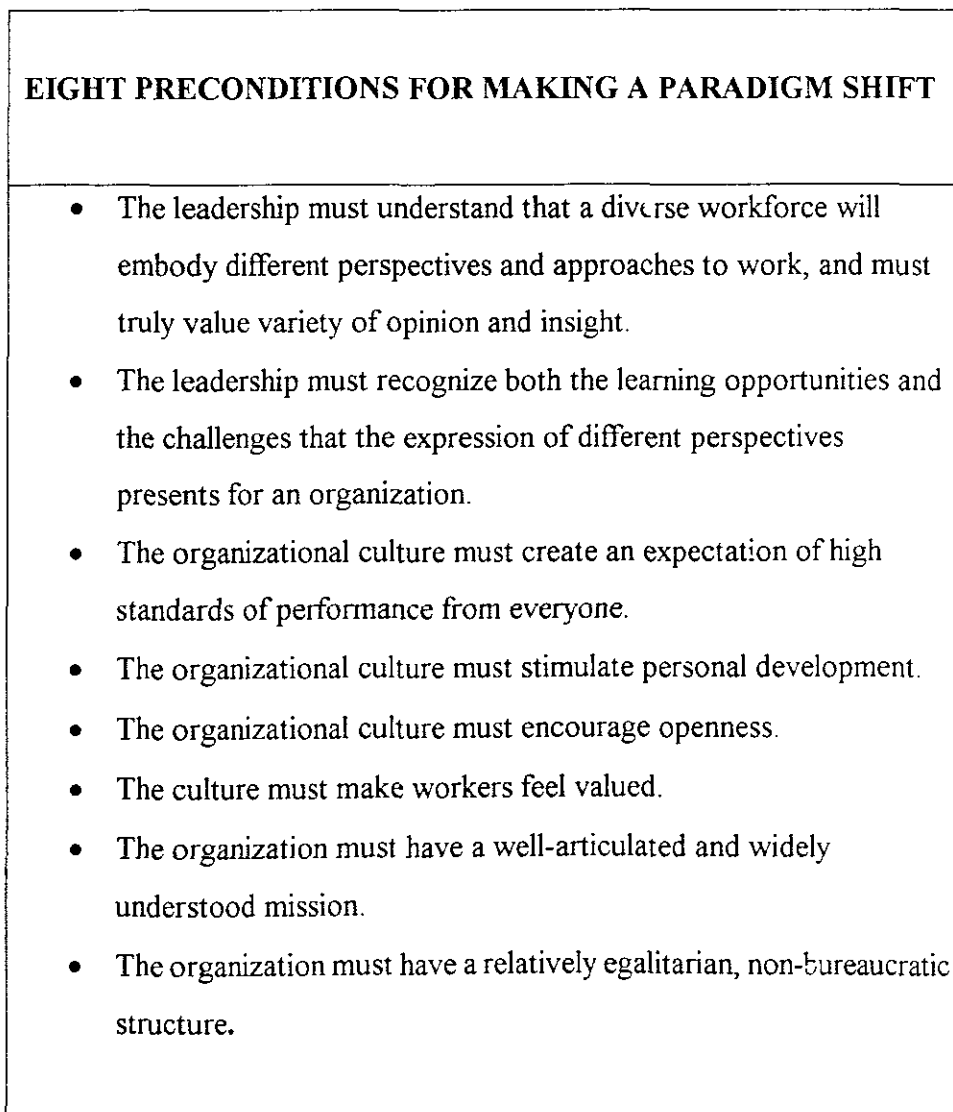 EIGHT PRECONDITIONS FOR MAKING A PARADIGM SHIFT
• The leadership must understand that a diverse workforce will
embody different perspectives and approaches to work, and must
truly value variety of opinion and insight.
• The leadership must recognize both the learning opportunities and
the challenges that the expression of different perspectives
presents for an organization.
• The organizational culture must create an expectation of high
standards of performance from everyone.
• The organizational culture must stimulate personal development.
• The organizational culture must encourage openness.
• The culture must make workers feel valued.
• The organization must have a well-articulated and widely
understood mission.
• The organization must have a relatively egalitarian, non-bureaucratic
structure.